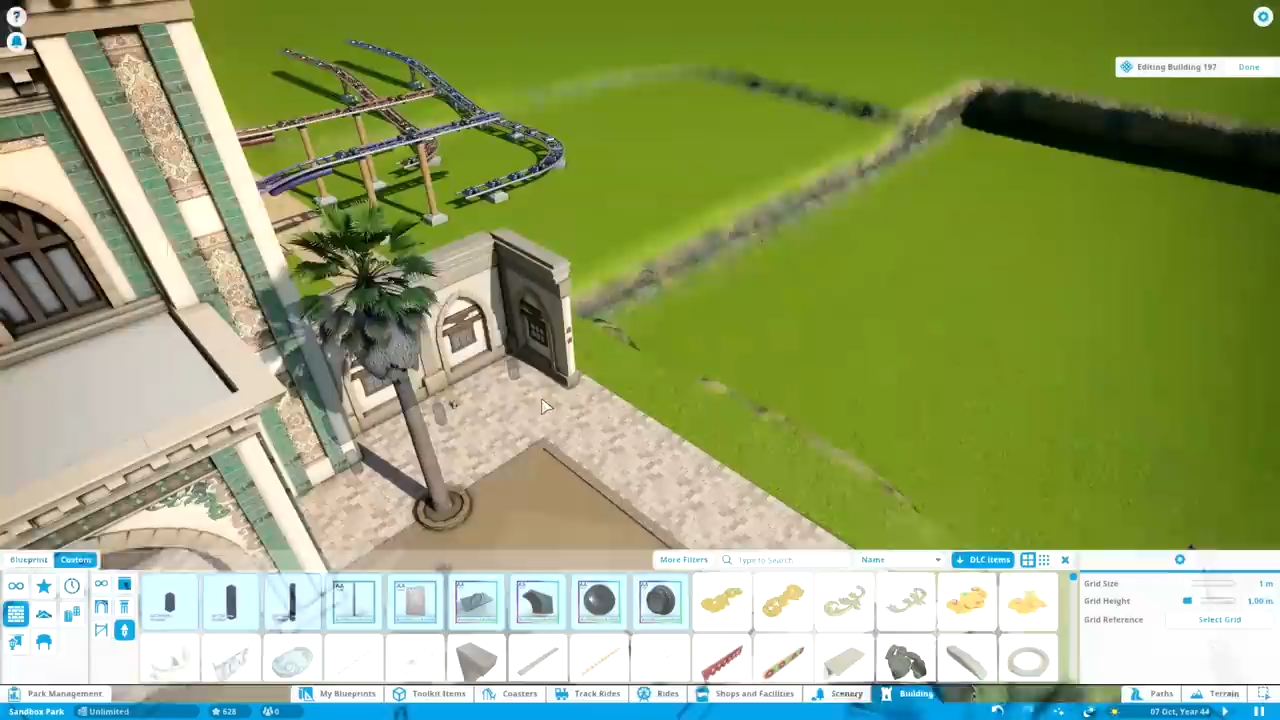 ?
Editing Building 197 Done
Blueprint Custom
More Filters Type to Search Name DLC items
Grid Size 1 m
Grid Height 1.00 m
Grid Reference Select Grid
Park Management My Blueprints Toolkit Items Coasters Track Rides Rides Shops and Facilities Scenery Building Paths Terrain
Sandbox Park Unlimited 628 0 07 Oct, Year 44